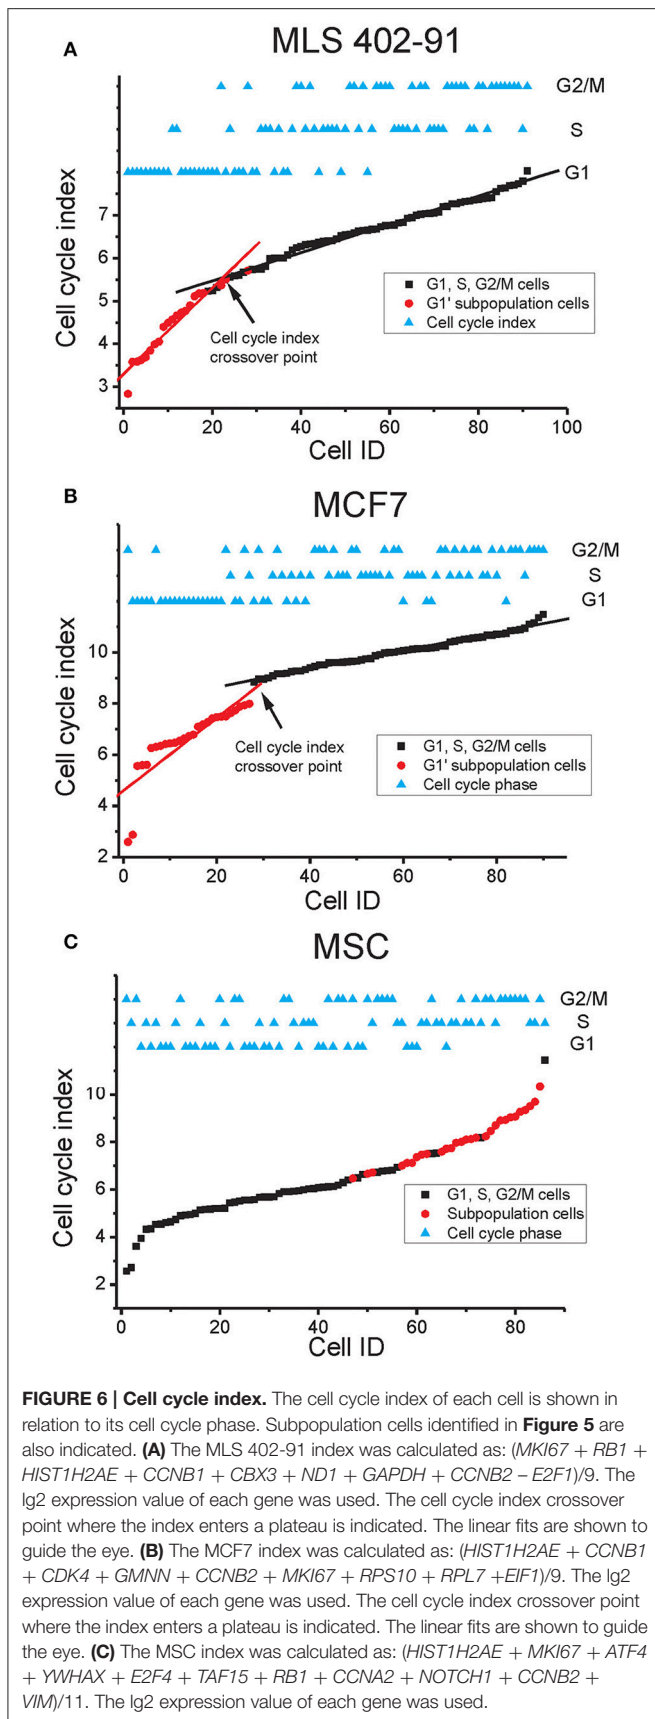 A
MLS 402-91
G2/M
S
G1
Cell cycle index
7
6
5
4
3
G1, S, G2/M cells
G1' subpopulation cells
Cell cycle index
Cell cycle index
crossover point
0 20 40 60 80 100
Cell ID
B
MCF7
G2/M
S
G1
Cell cycle index
10
8
6
4
2
Cell cycle index
crossover point
G1, S, G2/M cells
G1' subpopulation cells
Cell cycle phase
0 20 40 60 80
Cell ID
C
MSC
G2/M
S
G1
Cell cycle index
10
8
6
4
2
G1, S, G2/M cells
Subpopulation cells
Cell cycle phase
0 20 40 60 80
Cell ID
FIGURE 6 | Cell cycle index. The cell cycle index of each cell is shown in
relation to its cell cycle phase. Subpopulation cells identified in Figure 5 are
also indicated. (A) The MLS 402-91 index was calculated as: (MKI67 + RB1 +
HIST1H2AE + CCNB1 + CBX3 + ND1 + GAPDH + CCNB2 – E2F1)/9. The
lg2 expression value of each gene was used. The cell cycle index crossover
point where the index enters a plateau is indicated. The linear fits are shown to
guide the eye. (B) The MCF7 index was calculated as: (HIST1H2AE + CCNB1
+ CDK4 + GMNN + CCNB2 + MKI67 + RPS10 + RPL7 +EIF1)/9. The lg2
expression value of each gene was used. The cell cycle index crossover point
where the index enters a plateau is indicated. The linear fits are shown to guide
the eye. (C) The MSC index was calculated as: (HIST1H2AE + MKI67 + ATF4
+ YWHAX + E2F4 + TAF15 + RB1 + CCNA2 + NOTCH1 + CCNB2 +
VIM)/11. The lg2 expression value of each gene was used.